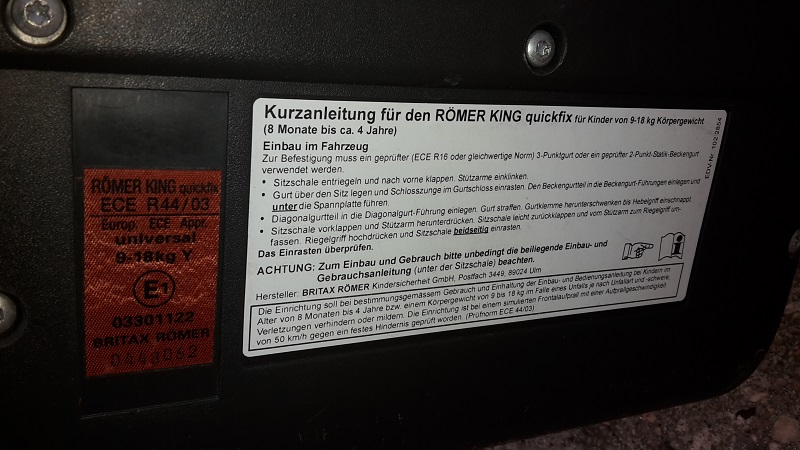 RÖMER KING quickfix
ECE R44/03
Europ. ECE Appr.
universal
9-18kg Y
E1
03301122
BRITAX RÖMER
Kurzanleitung für den RÖMER KING quickfix für Kinder von 9-18 kg Körpergewicht
(8 Monate bis ca. 4 Jahre)
Einbau im Fahrzeug
Zur Befestigung muss ein geprüfter (ECE R16 oder gleichwertige Norm) 3-Punktgurt oder ein geprüfter 2-Punkt-Statik-Beckengurt
verwendet werden.
• Sitzschale entriegeln und nach vorne klappen. Stützarme einklinken.
• Gurt über den Sitz legen und Schlosszunge im Gurtschloss einrasten. Den Beckengurtteil in die Beckengurt-Führungen einlegen und
unter die Spannplatte führen.
• Diagonalgurtteil in die Diagonalgurt-Führung einlegen. Gurt straffen. Gurtklemme herunterschwenken bis Hebelgriff einschnappt.
• Sitzschale vorklappen und Stützarm herunterdrücken. Sitzschale leicht zurückklappen und vom Stützarm zum Riegelgriff um-
fassen. Riegelgriff hochdrücken und Sitzschale beidseitig einrasten.
Das Einrasten überprüfen.
ACHTUNG: Zum Einbau und Gebrauch bitte unbedingt die beiliegende Einbau- und
Gebrauchsanleitung (unter der Sitzschale) beachten.
Hersteller: BRITAX RÖMER Kindersicherheit GmbH, Postfach 3449, 89024 Ulm
Die Einrichtung soll bei bestimmungsgemässem Gebrauch und Einhaltung der Einbau- und Bedienungsanleitung bei Kindern im
Alter von 8 Monaten bis 4 Jahre bzw. einem Körpergewicht von 9 bis 18 kg im Falle eines Unfalls je nach Unfallart und -schwere,
Verletzungen verhindern oder mildern. Die Einrichtung ist bei einem simulierten Frontalaufprall mit einer Aufprallgeschwindigkeit
von 50 km/h gegen ein festes Hindernis geprüft worden. (Prüfnorm ECE 44/03)
EDV-Nr. 102 2854